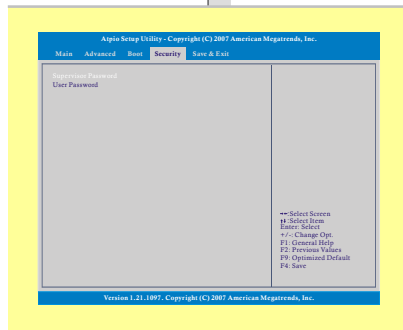 Atpio Setup Utility - Copyright (C) 2007 American Megatrends, Inc.
Main Advanced Boot Security Save & Exit
Supervisor Password
User Password
→←:Select Screen
↑↓:Select Item
Enter: Select
+/-: Change Opt.
F1: General Help
F2: Previous Values
F9: Optimized Default
F4: Save
Version 1.21.1097. Copyright (C) 2007 American Megatrends, Inc.